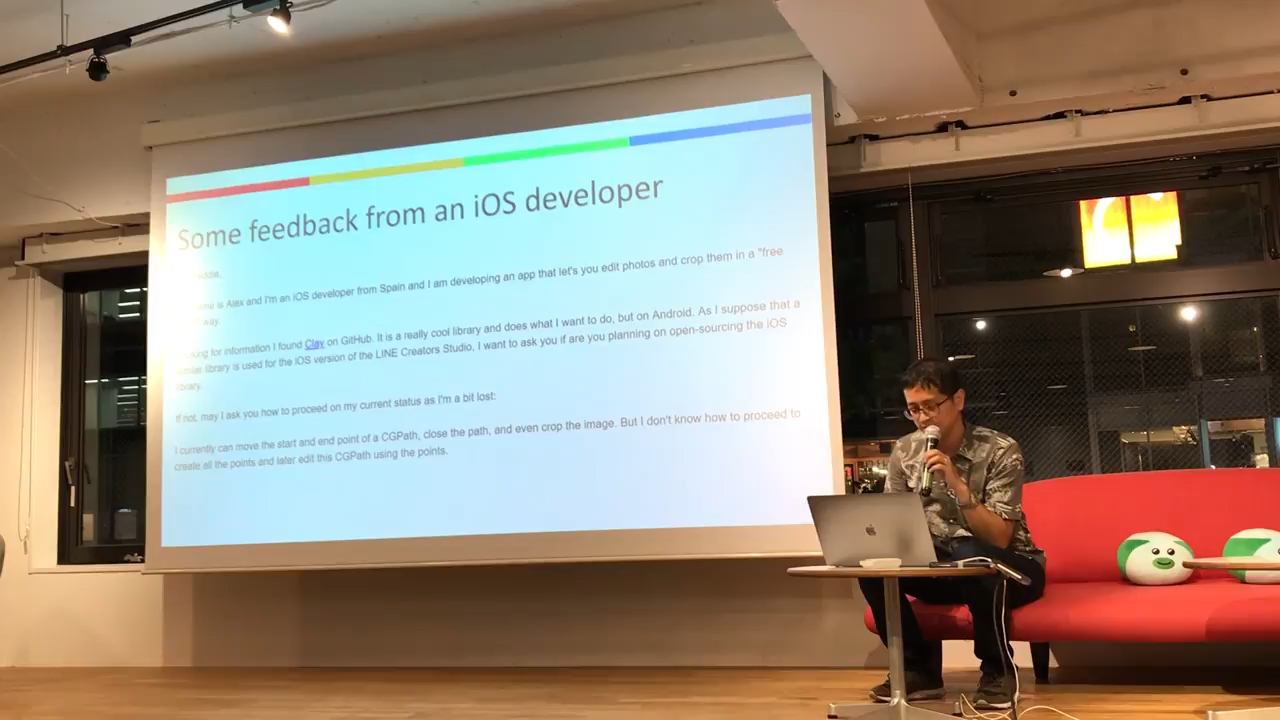 Some feedback from an iOS developer
is Alex and I'm an iOS developer from Spain and I am developing an app that let's you edit photos and crop them in a "free
way.
for information I found Clay on GitHub. It is a really cool library and does what I want to do, but on Android. As I suppose that a
library is used for the iOS version of the LINE Creators Studio, I want to ask you if are you planning on open-sourcing the iOS
library.
If not, may I ask you how to proceed on my current status as I'm a bit lost:
I currently can move the start and end point of a CGPath, close the path, and even crop the image. But I don't know how to proceed to
create all the points and later edit this CGPath using the points.